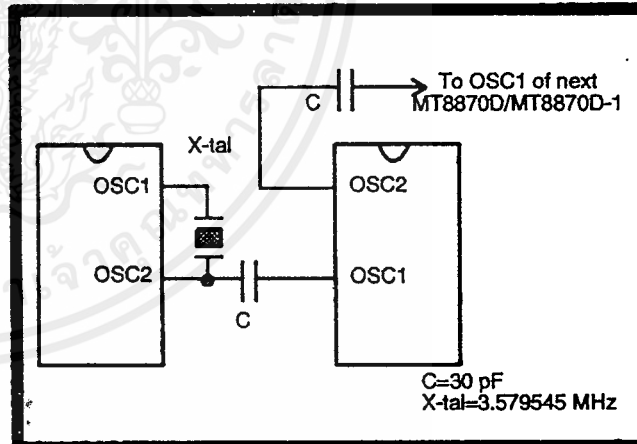 C
To OSC1 of next
MT8870D/MT8870D-1
X-tal
OSC1
OSC2
OSC2
OSC1
C
C=30 pF
X-tal=3.579545 MHz